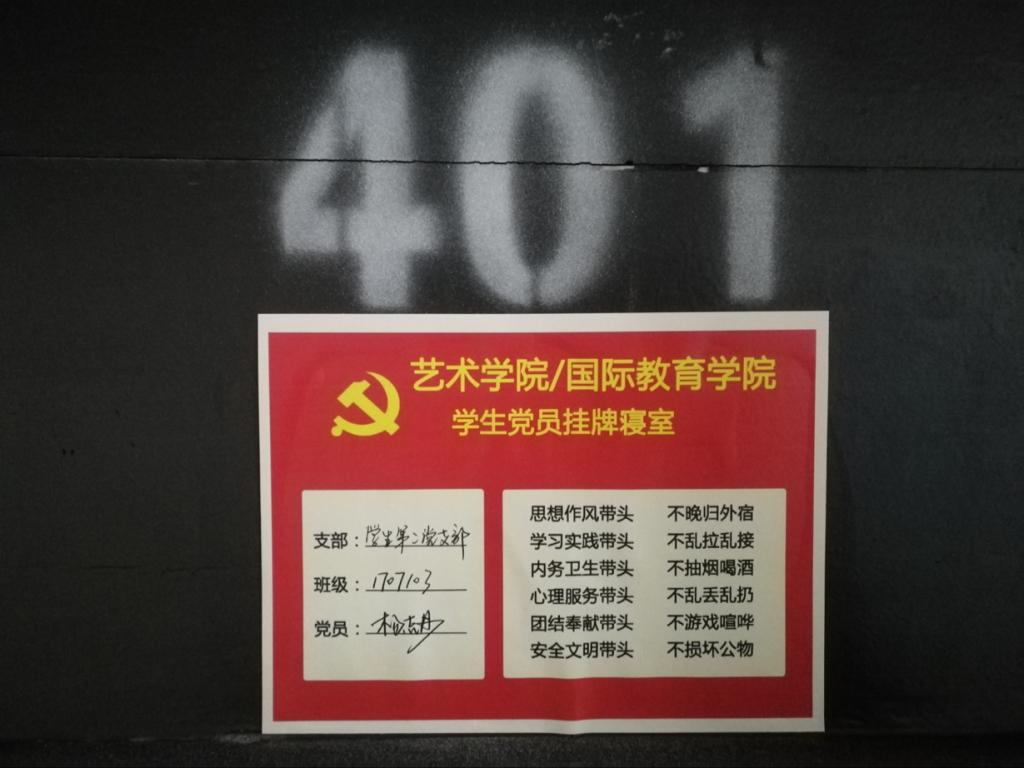 401
艺术学院/国际教育学院
学生党员挂牌寝室
支部：学生第二党支部
班级：1707103
党员：
思想作风带头 不晚归外宿
学习实践带头 不乱拉乱接
内务卫生带头 不抽烟喝酒
心理服务带头 不乱丢乱扔
团结奉献带头 不游戏喧哗
安全文明带头 不损坏公物